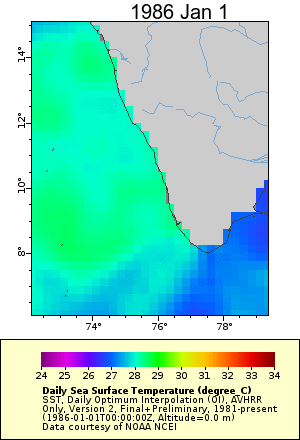 1986 Jan 1
14°
12°
10°
8°
74°
76°
78°
24 25 26 27 28 29 30 31 32 33 34
Daily Sea Surface Temperature (degree_C)
SST, Daily Optimum Interpolation (OI), AVHRR
Only, Version 2, Final+Preliminary, 1981-present
(1986-01-01T00:00:00Z, Altitude=0.0 m)
Data courtesy of NOAA NCEI